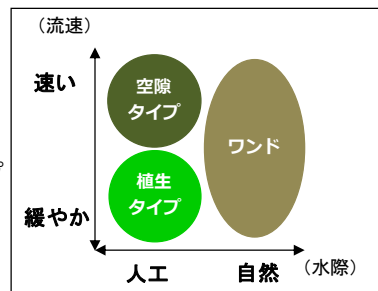 （流速）
速い
空隙
タイプ
ワンド
。
植生
タイプ
緩やか
人工
自然
（水際）